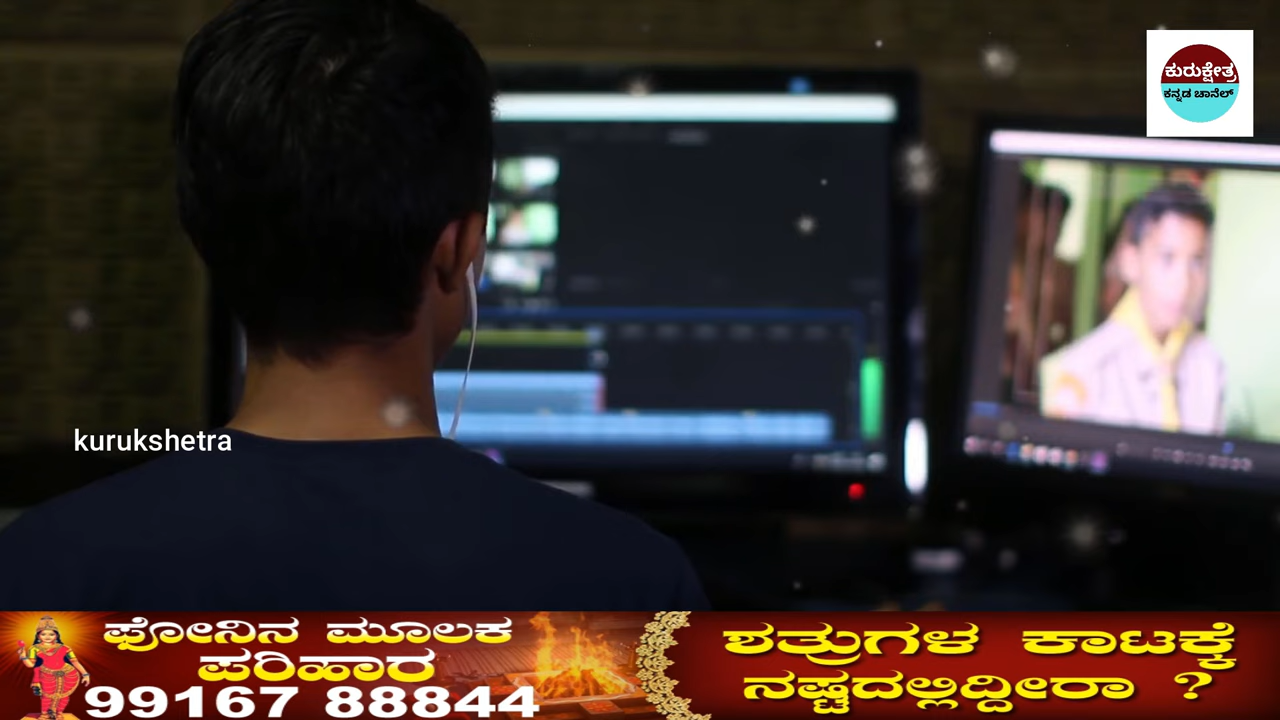 ಕುರುಕ್ಷೇತ್ರ
ಕನ್ನಡ ಚಾನೆಲ್
kurukshetra
ಫೋನಿನ ಮೂಲಕ
ಪರಿಹಾರ
99167 88844
ಶತ್ರುಗಳ ಕಾಟಕ್ಕೆ
ನಷ್ಟದಲ್ಲಿದ್ದೀರಾ ?